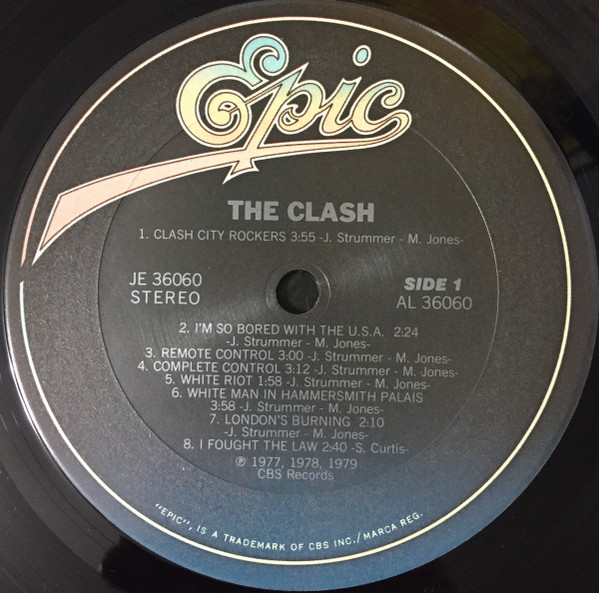 Epic
THE CLASH
1. CLASH CITY ROCKERS 3:55 -J. Strummer - M. Jones-
JE 36060
STEREO
SIDE 1
AL 36060
2. I'M SO BORED WITH THE U.S.A. 2:24
-J. Strummer - M. Jones-
3. REMOTE CONTROL 3:00 -J. Strummer - M. Jones-
4. COMPLETE CONTROL 3:12 -J. Strummer - M. Jones-
5. WHITE RIOT 1:58 -J. Strummer - M. Jones-
6. WHITE MAN IN HAMMERSMITH PALAIS
3:58 -J. Strummer - M. Jones-
7. LONDON'S BURNING 2:10
-J. Strummer - M. Jones-
8. I FOUGHT THE LAW 2:40 -S. Curtis-
℗ 1977, 1978, 1979
CBS Records
"EPIC", IS A TRADEMARK OF CBS INC./MARCA REG.